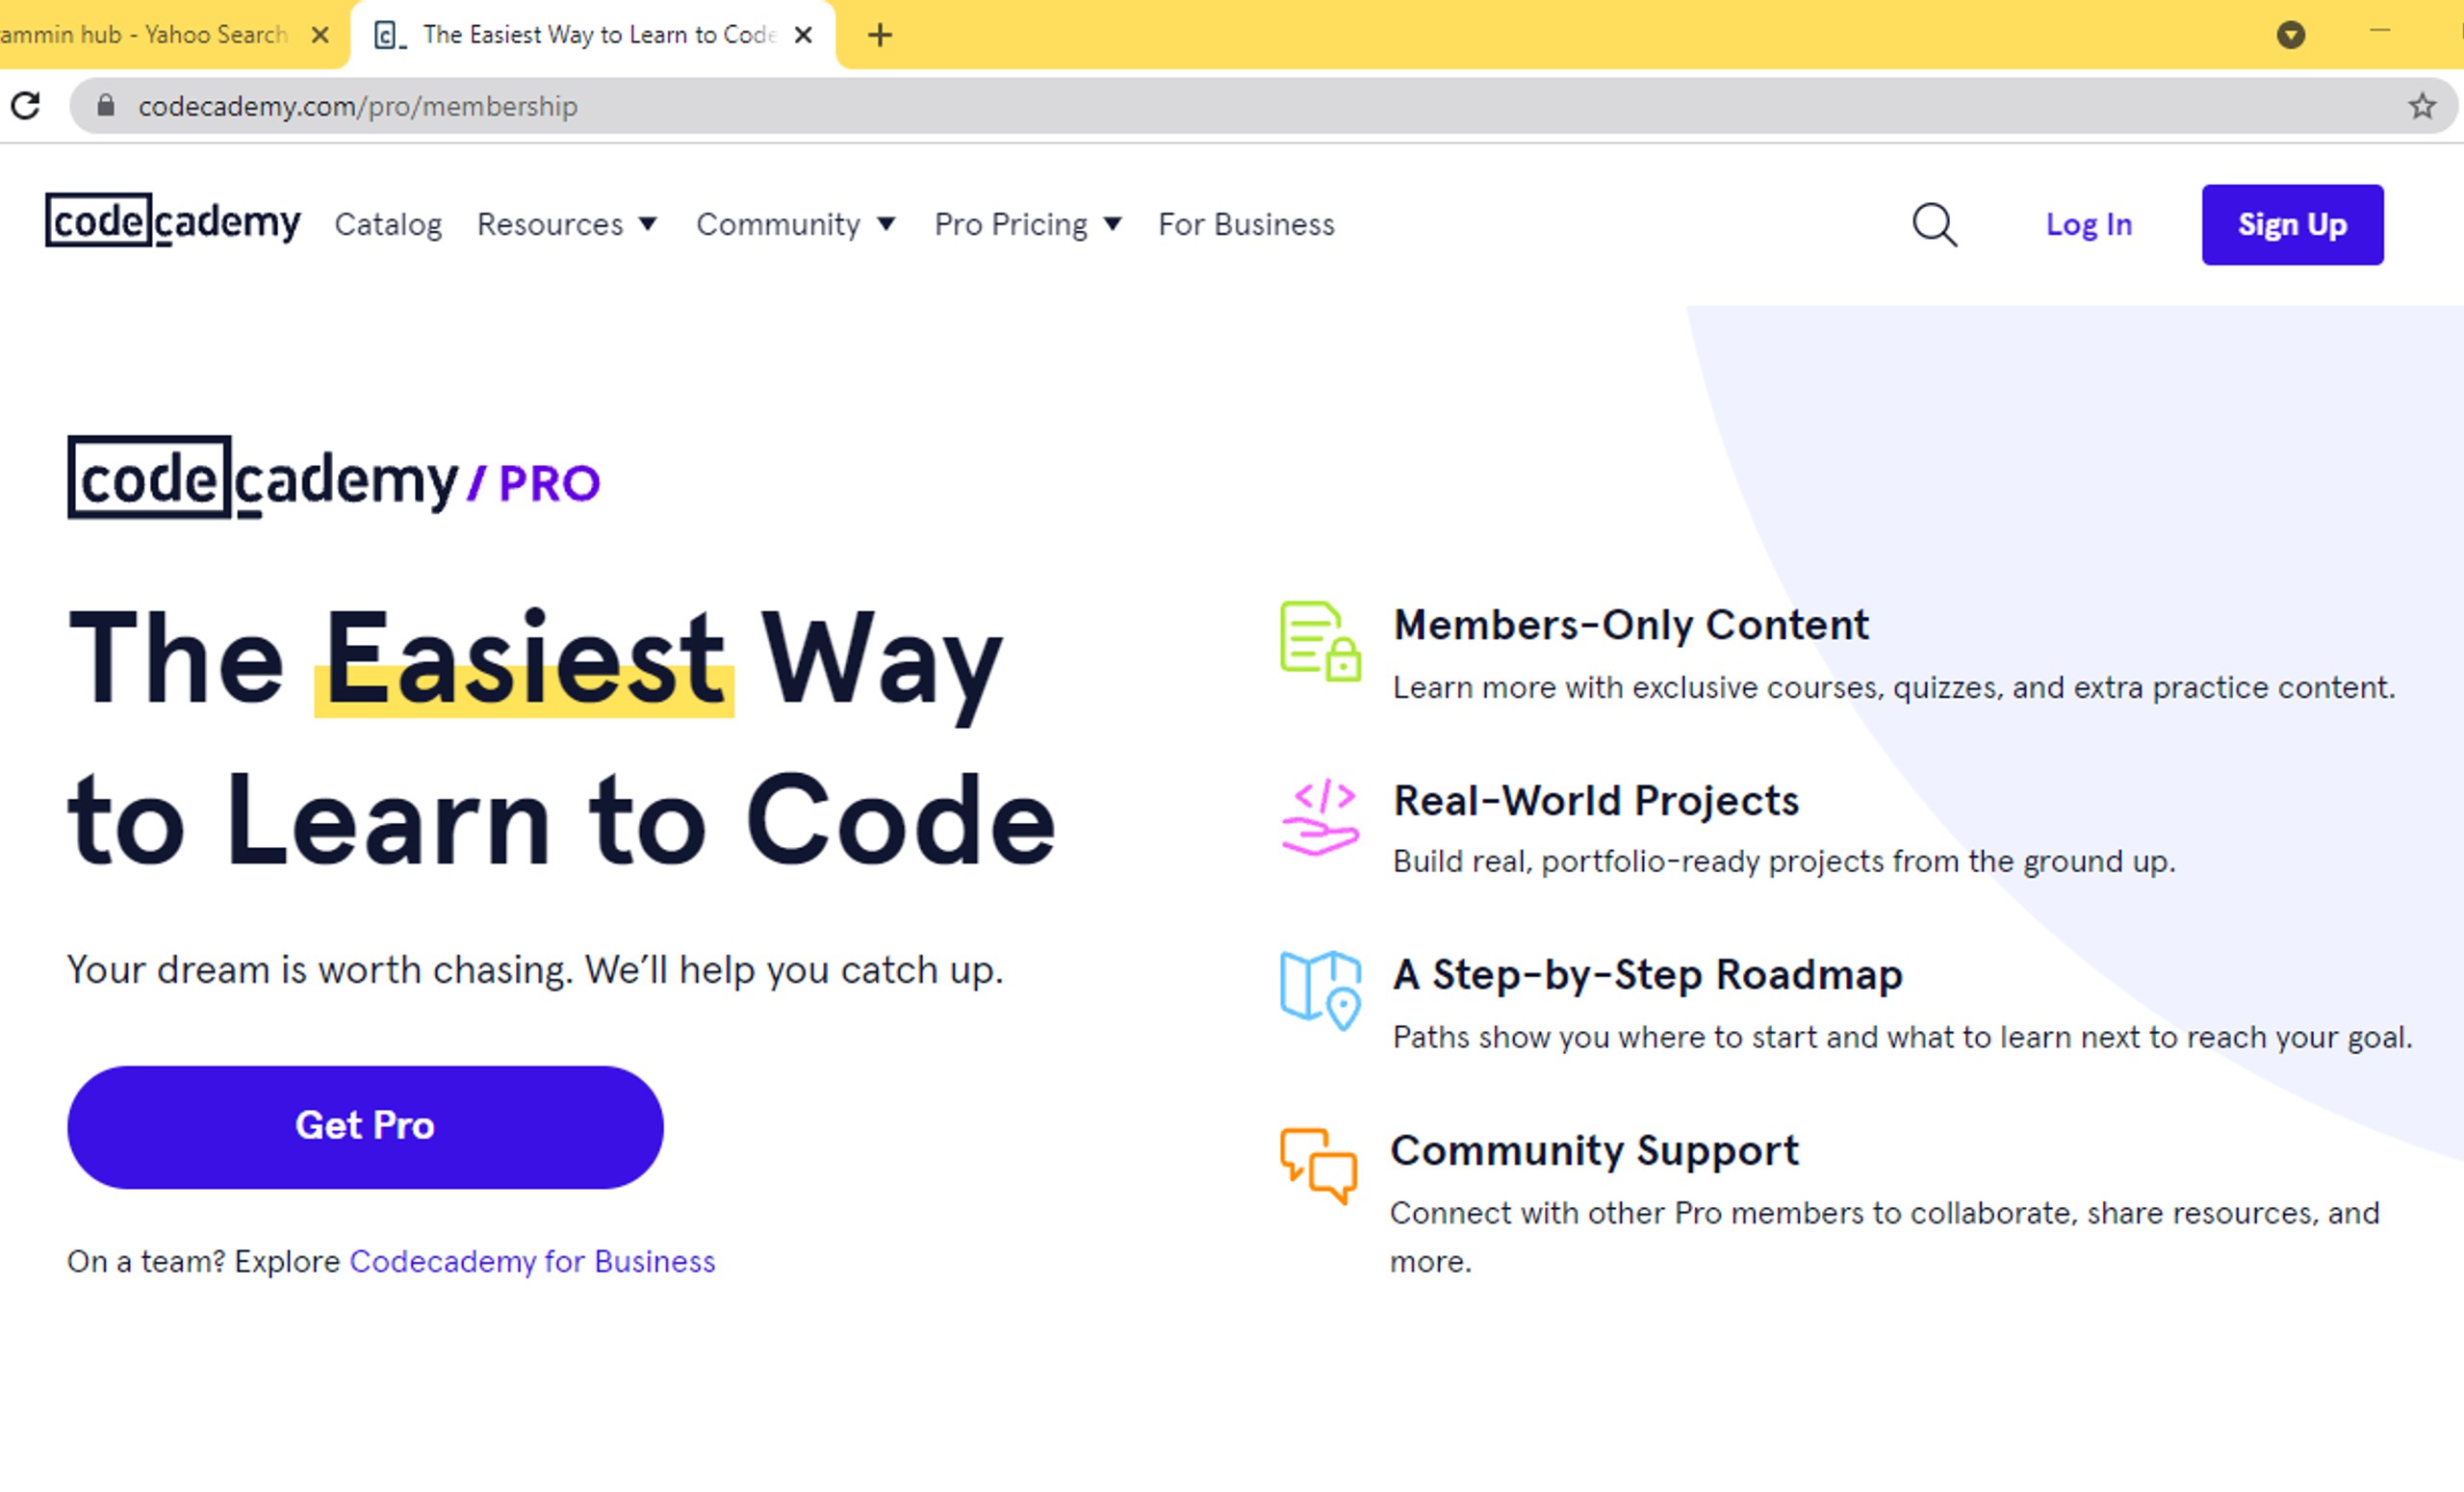 ammin hub - Yahoo Search
The Easiest Way to Learn to Code
codecademy.com/pro/membership
codecademy Catalog Resources Community Pro Pricing For Business Log In Sign Up
codecademy / PRO
The Easiest Way
to Learn to Code
Your dream is worth chasing. We'll help you catch up.
Get Pro
On a team? Explore Codecademy for Business
Members-Only Content
Learn more with exclusive courses, quizzes, and extra practice content.
Real-World Projects
Build real, portfolio-ready projects from the ground up.
A Step-by-Step Roadmap
Paths show you where to start and what to learn next to reach your goal.
Community Support
Connect with other Pro members to collaborate, share resources, and
more.